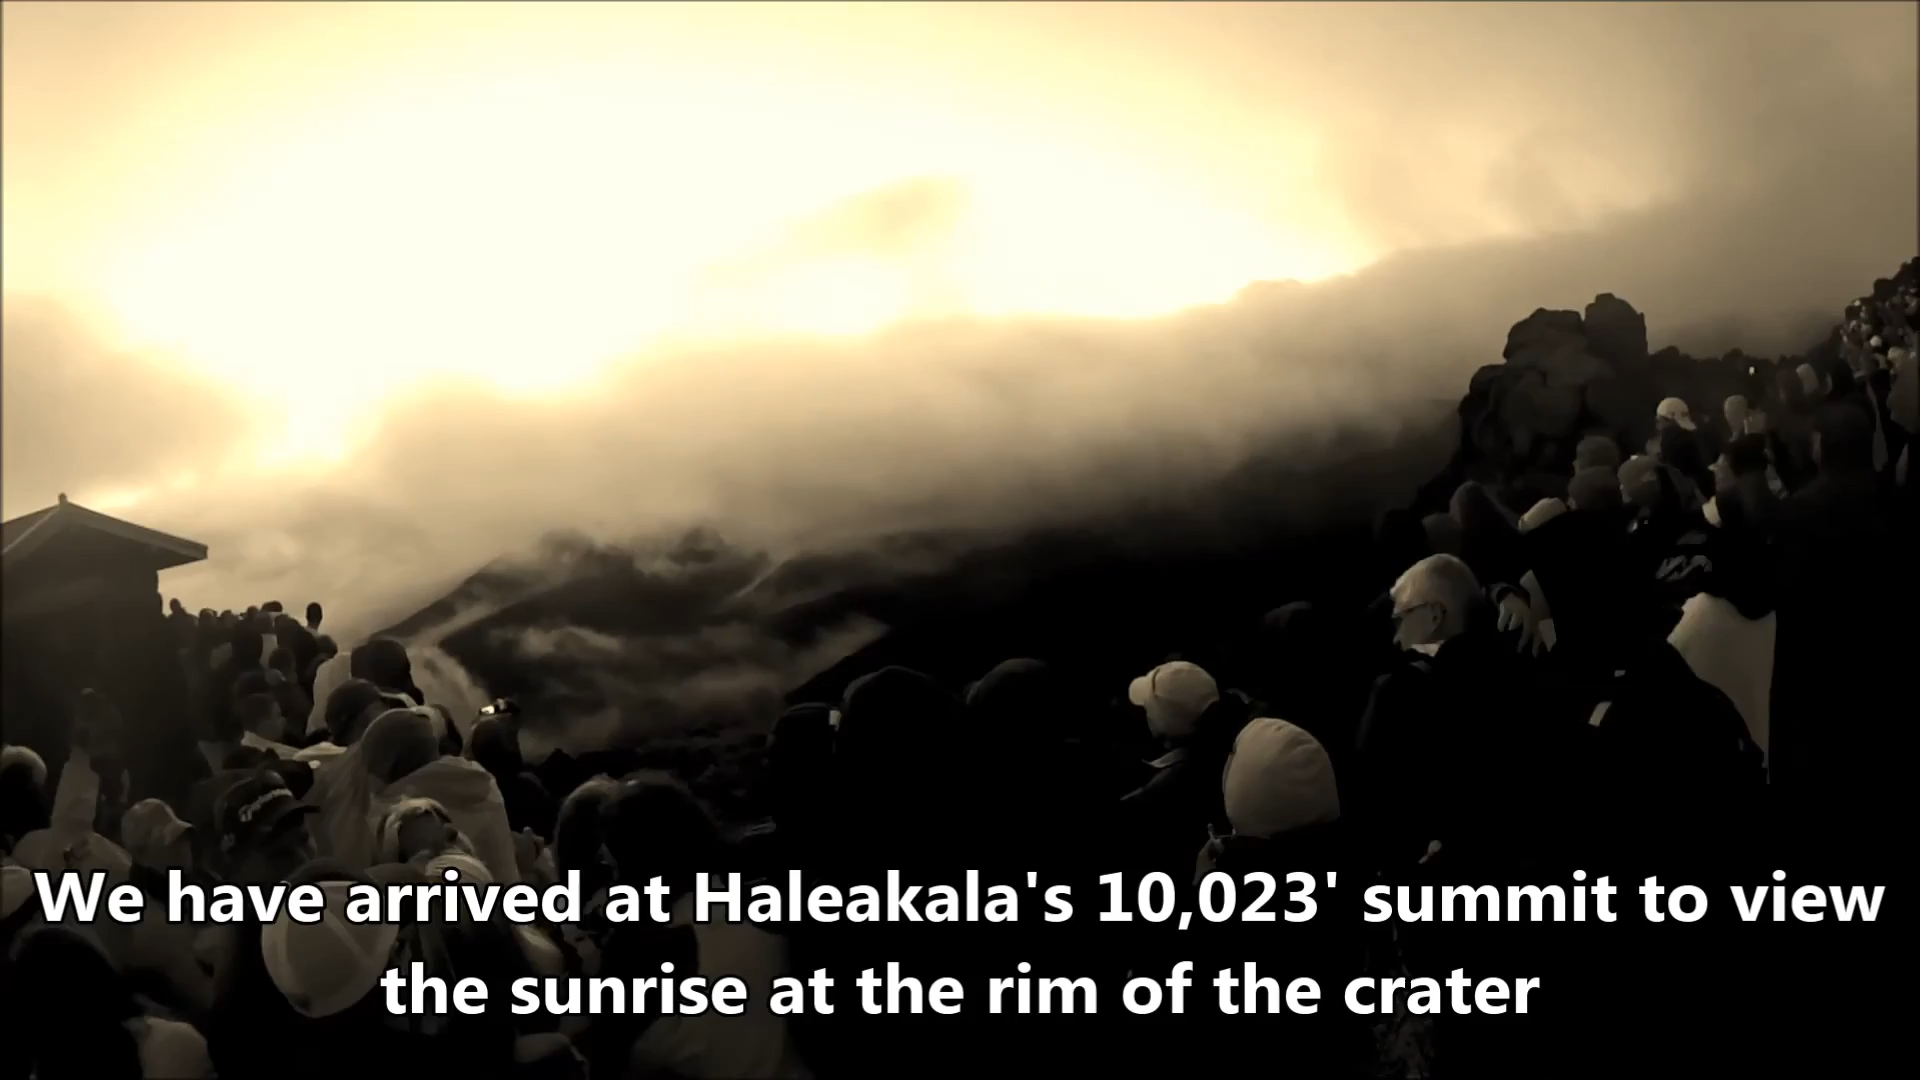 We have arrived at Haleakala's 10,023' summit to view
the sunrise at the rim of the crater